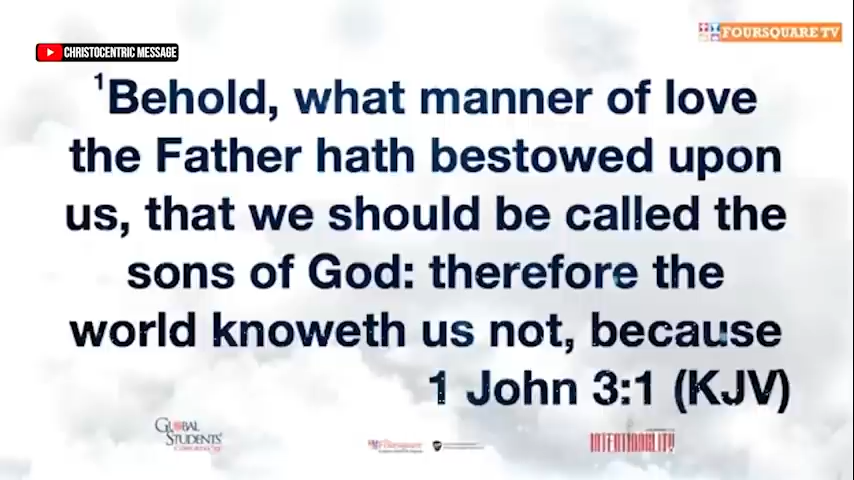 CHRISTOCENTRIC MESSAGE
FOURSQUARE TV
1Behold, what manner of love
the Father hath bestowed upon
us, that we should be called the
sons of God: therefore the
world knoweth us not, because
1 John 3:1 (KJV)
GLOBAL
STUDENTS'
Foursquare
INTENTIONALITY